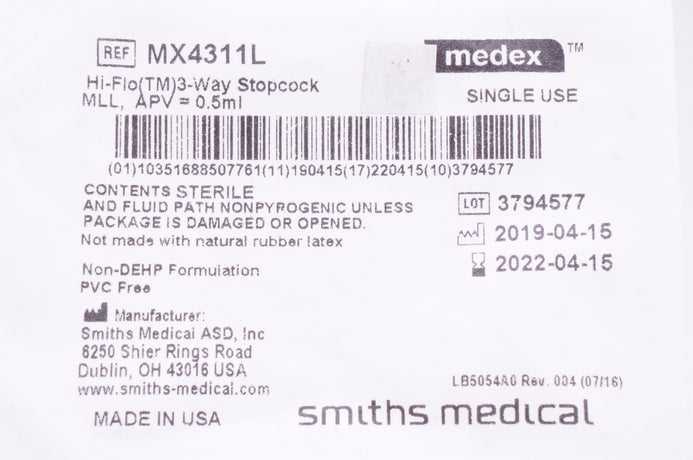 REF MX4311L
medex™
Hi-Flo(TM)3-Way Stopcock
MLL, APV = 0.5ml
SINGLE USE
(01)10351688507761(11)190415(17)220415(10)3794577
CONTENTS STERILE
AND FLUID PATH NONPYROGENIC UNLESS
PACKAGE IS DAMAGED OR OPENED.
Not made with natural rubber latex
LOT 3794577
2019-04-15
2022-04-15
Non-DEHP Formulation
PVC Free
Manufacturer:
Smiths Medical ASD, Inc
6250 Shier Rings Road
Dublin, OH 43016 USA
www.smiths-medical.com
LB5054A0 Rev. 004 (07/16)
MADE IN USA
smiths medical